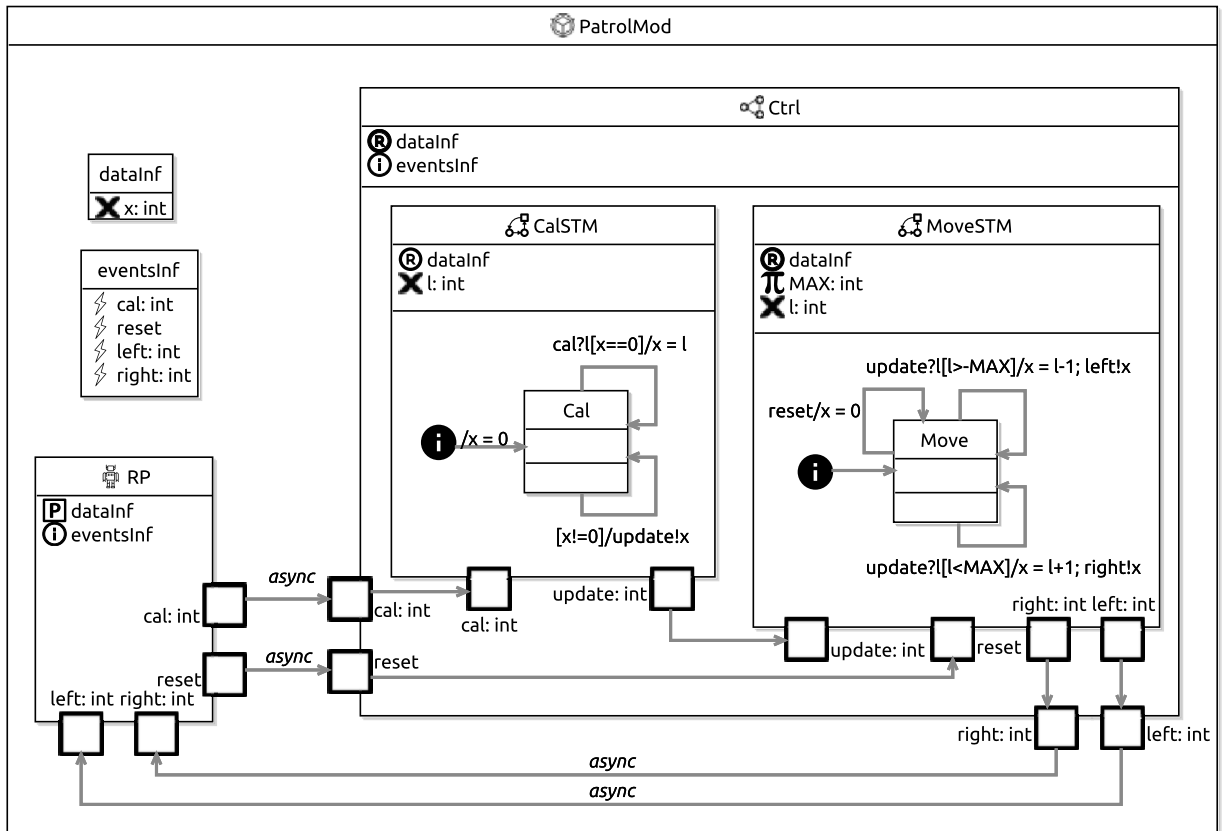 PatrolMod
Ctrl
dataInf
eventsInf
dataInf
x: int
eventsInf
cal: int
reset
left: int
right: int
CalSTM
dataInf
l: int
cal?l[x==0]/x = l
Cal
i
/x = 0
[x!=0]/update!x
MoveSTM
dataInf
MAX: int
l: int
update?l[l>-MAX]/x = l-1; left!x
reset/x = 0
Move
i
update?l[l<MAX]/x = l+1; right!x
RP
P dataInf
i eventsInf
cal: int
reset
left: int right: int
async
cal: int
cal: int
update: int
async
reset
update: int
reset
right: int left: int
right: int
left: int
async
async